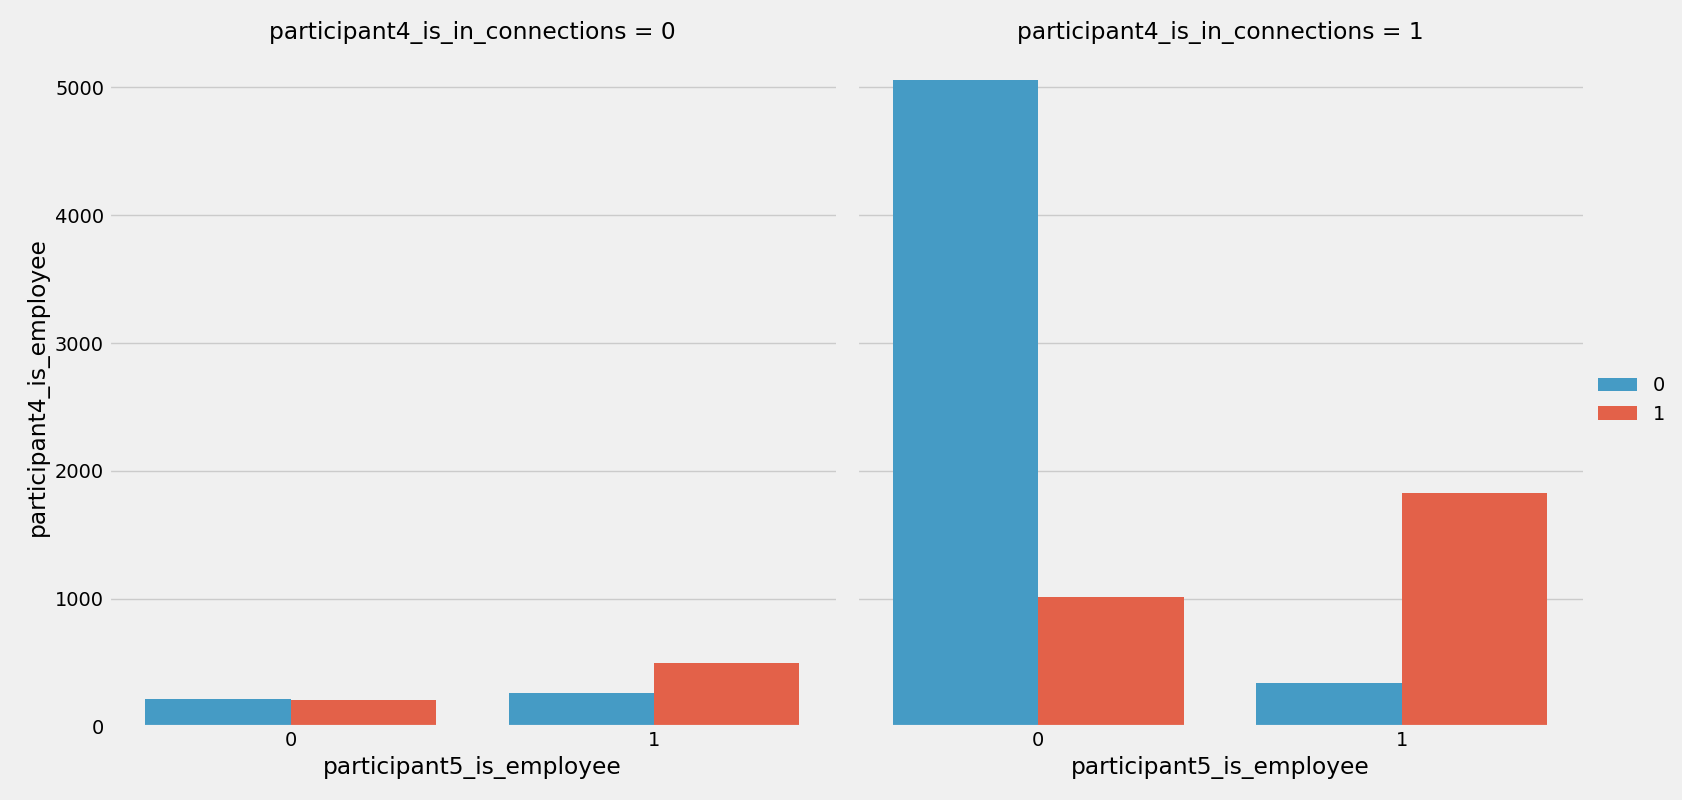 participant4_is_in_connections = 0
participant4_is_in_connections = 1
participant4_is_employee
5000
4000
3000
2000
1000
0
0
1
0
1
participant5_is_employee
participant5_is_employee
0
1